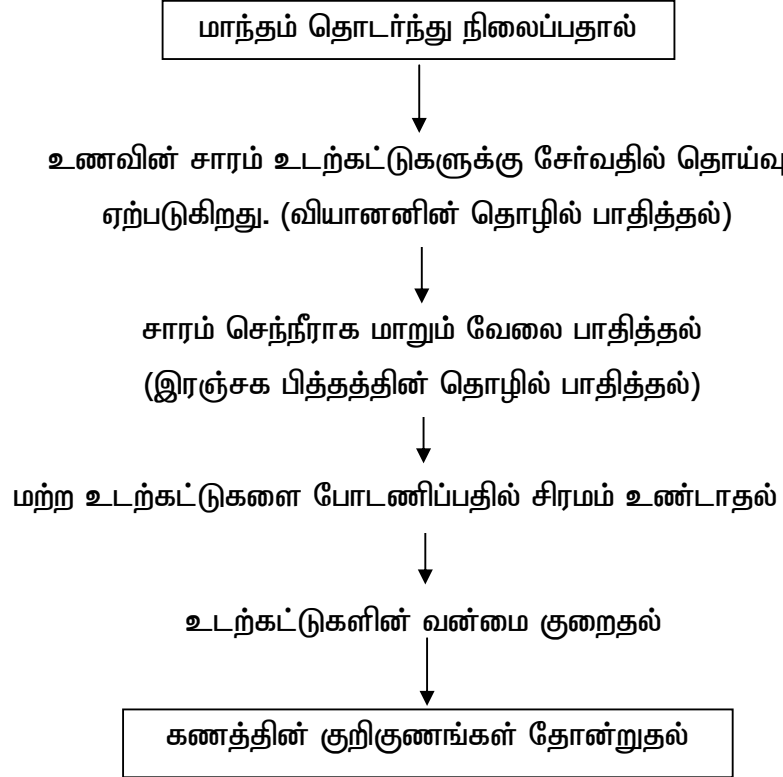 மாந்தம் தொடர்ந்து நிலைப்பதால்
உணவின் சாரம் உடற்கட்டுகளுக்கு சேர்வதில் தொய்வு
ஏற்படுகிறது. (வியானனின் தொழில் பாதித்தல்)
சாரம் செந்நீராக மாறும் வேலை பாதித்தல்
(இரஞ்சக பித்தத்தின் தொழில் பாதித்தல்)
மற்ற உடற்கட்டுகளை போடணிப்பதில் சிரமம் உண்டாதல்
உடற்கட்டுகளின் வன்மை குறைதல்
கணத்தின் குறிகுணங்கள் தோன்றுதல்